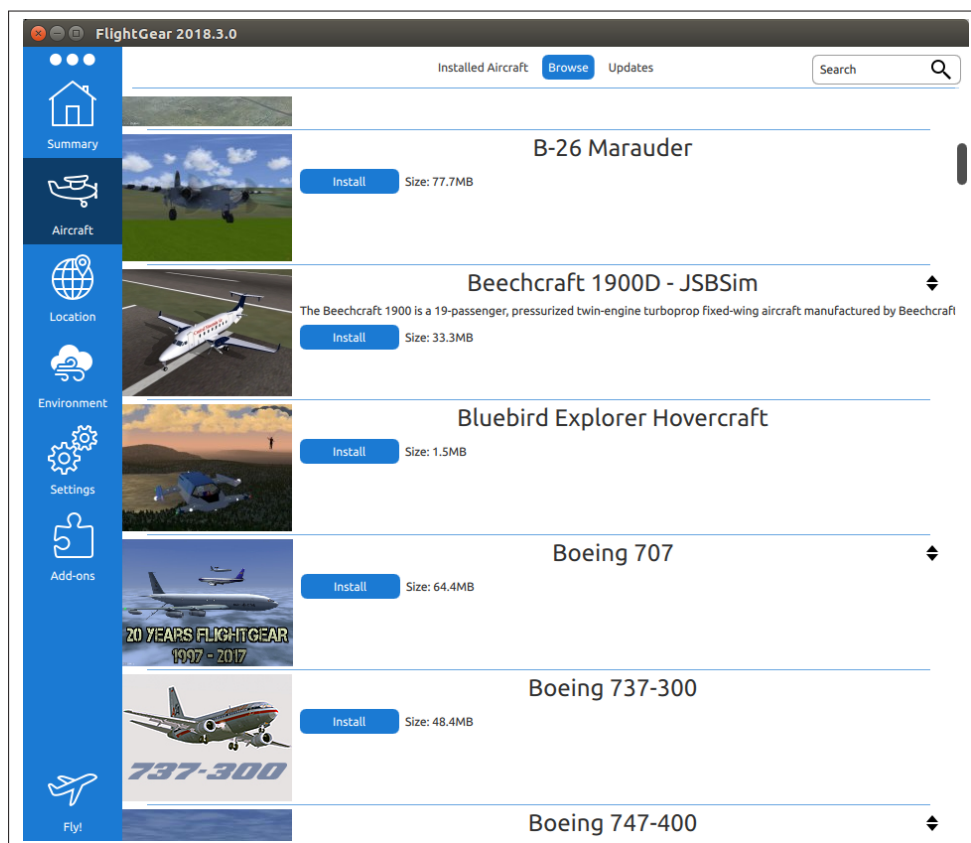 FlightGear 2018.3.0
Installed Aircraft Browse Updates
Search
Summary
Aircraft
Location
Environment
Settings
Add-ons
Fly!
B-26 Marauder
Install Size: 77.7MB
Beechcraft 1900D - JSBSim
The Beechcraft 1900 is a 19-passenger, pressurized twin-engine turboprop fixed-wing aircraft manufactured by Beechcraft
Install Size: 33.3MB
Bluebird Explorer Hovercraft
Install Size: 1.5MB
Boeing 707
Install Size: 64.4MB
20 YEARS FLIGHTGEAR
1997 - 2017
Boeing 737-300
Install Size: 48.4MB
737-300
Boeing 747-400